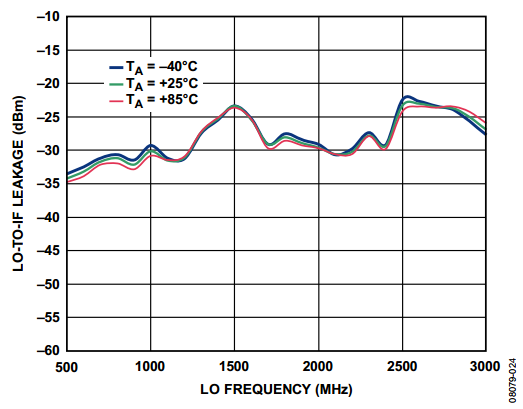 –10
–15
–20
–25
–30
–35
–40
–45
–50
–55
–60
LO-TO-IF LEAKAGE (dBm)
TA = –40°C
TA = +25°C
TA = +85°C
500 1000 1500 2000 2500 3000
LO FREQUENCY (MHz)
08079-024